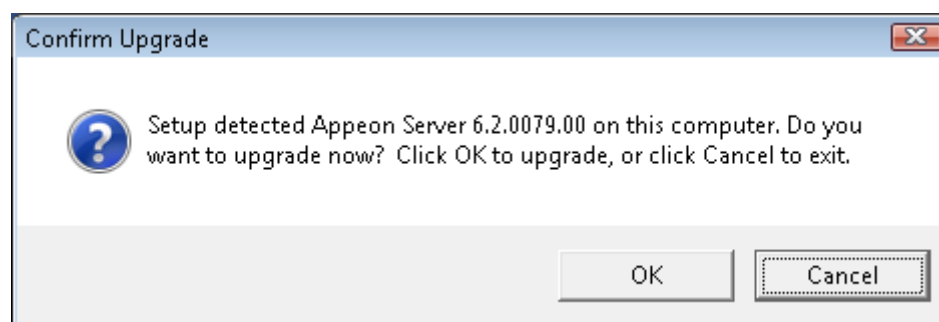 Confirm Upgrade
Setup detected Appeon Server 6.2.0079.00 on this computer. Do you
want to upgrade now?  Click OK to upgrade, or click Cancel to exit.
OK
Cancel